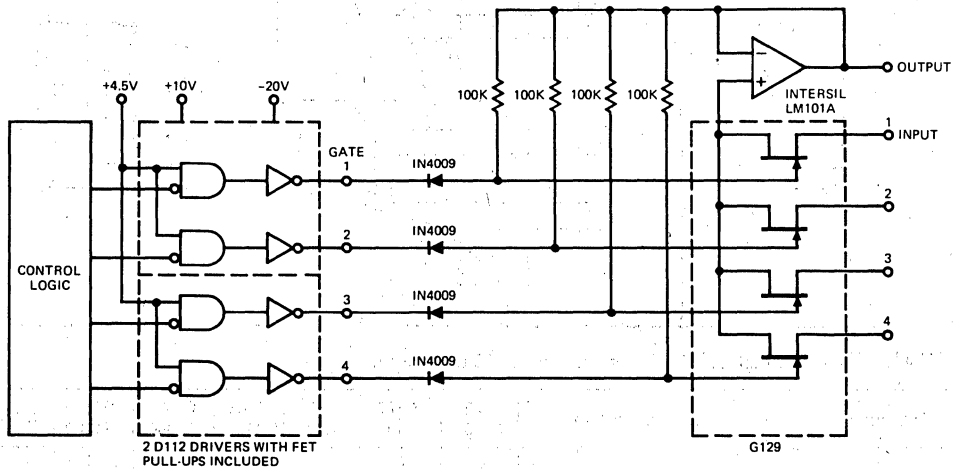 +4.5V
+10V
-20V
100K
100K
100K
100K
−
+
OUTPUT
INTERSIL
LM101A
1
INPUT
GATE
1
IN4009
2
IN4009
2
CONTROL
LOGIC
3
IN4009
3
4
IN4009
4
2 D112 DRIVERS WITH FET
PULL-UPS INCLUDED
G129